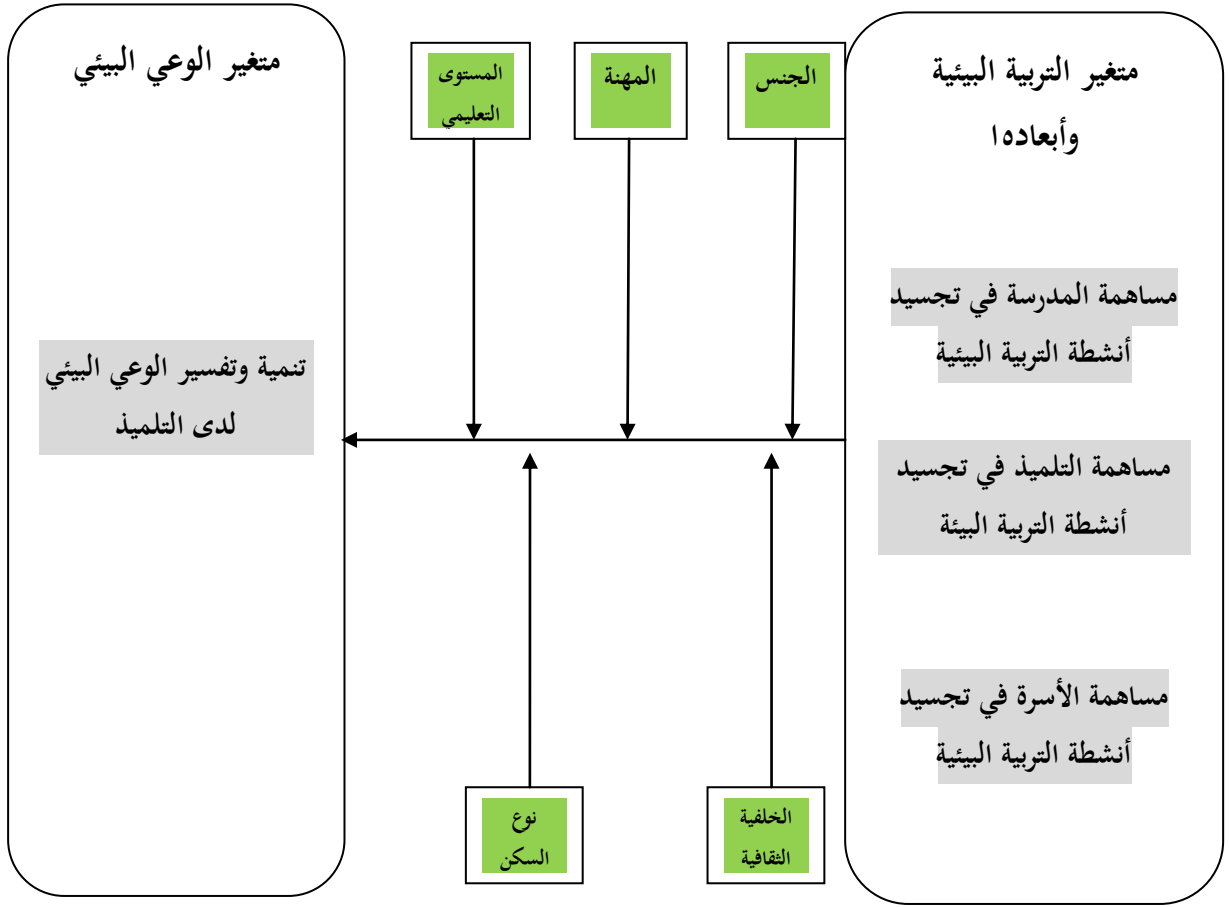 متغير التربية البيئية
وأبعاده ا
مساهمة المدرسة في تجسيد
أنشطة التربية البيئية
مساهمة التلميذ في تجسيد
أنشطة التربية البيئة
مساهمة الأسرة في تجسيد
أنشطة التربية البيئية
الجنس
المهنة
المستوى
التعليمي
الخلفية
الثقافية
نوع
السكن
متغير الوعي البيئي
تنمية وتفسير الوعي البيئي
لدى التلميذ